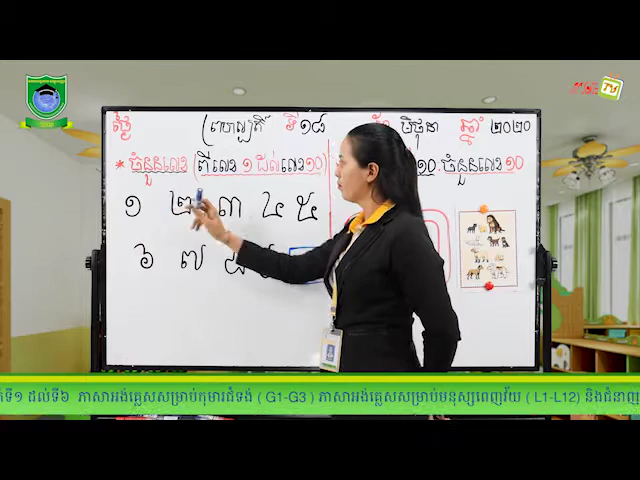 TV
ថ្ងៃ ព្រហស្បតិ៍ ទី១៨ ខែ មិថុនា ឆ្នាំ ២០២០
* ចំនួនលេខ (ពីលេខ ១ ដល់លេខ១០)
១០.ចំនួនលេខ ១០
១ ២ ៣ ៤ ៥
៦ ៧ ៨
ទី១ ដល់ទី៦ ភាសាអង់គ្លេសសម្រាប់កុមារជំទង់ ( G1-G3 ) ភាសាអង់គ្លេសសម្រាប់មនុស្សពេញវ័យ ( L1-L12) និងជំនាញ